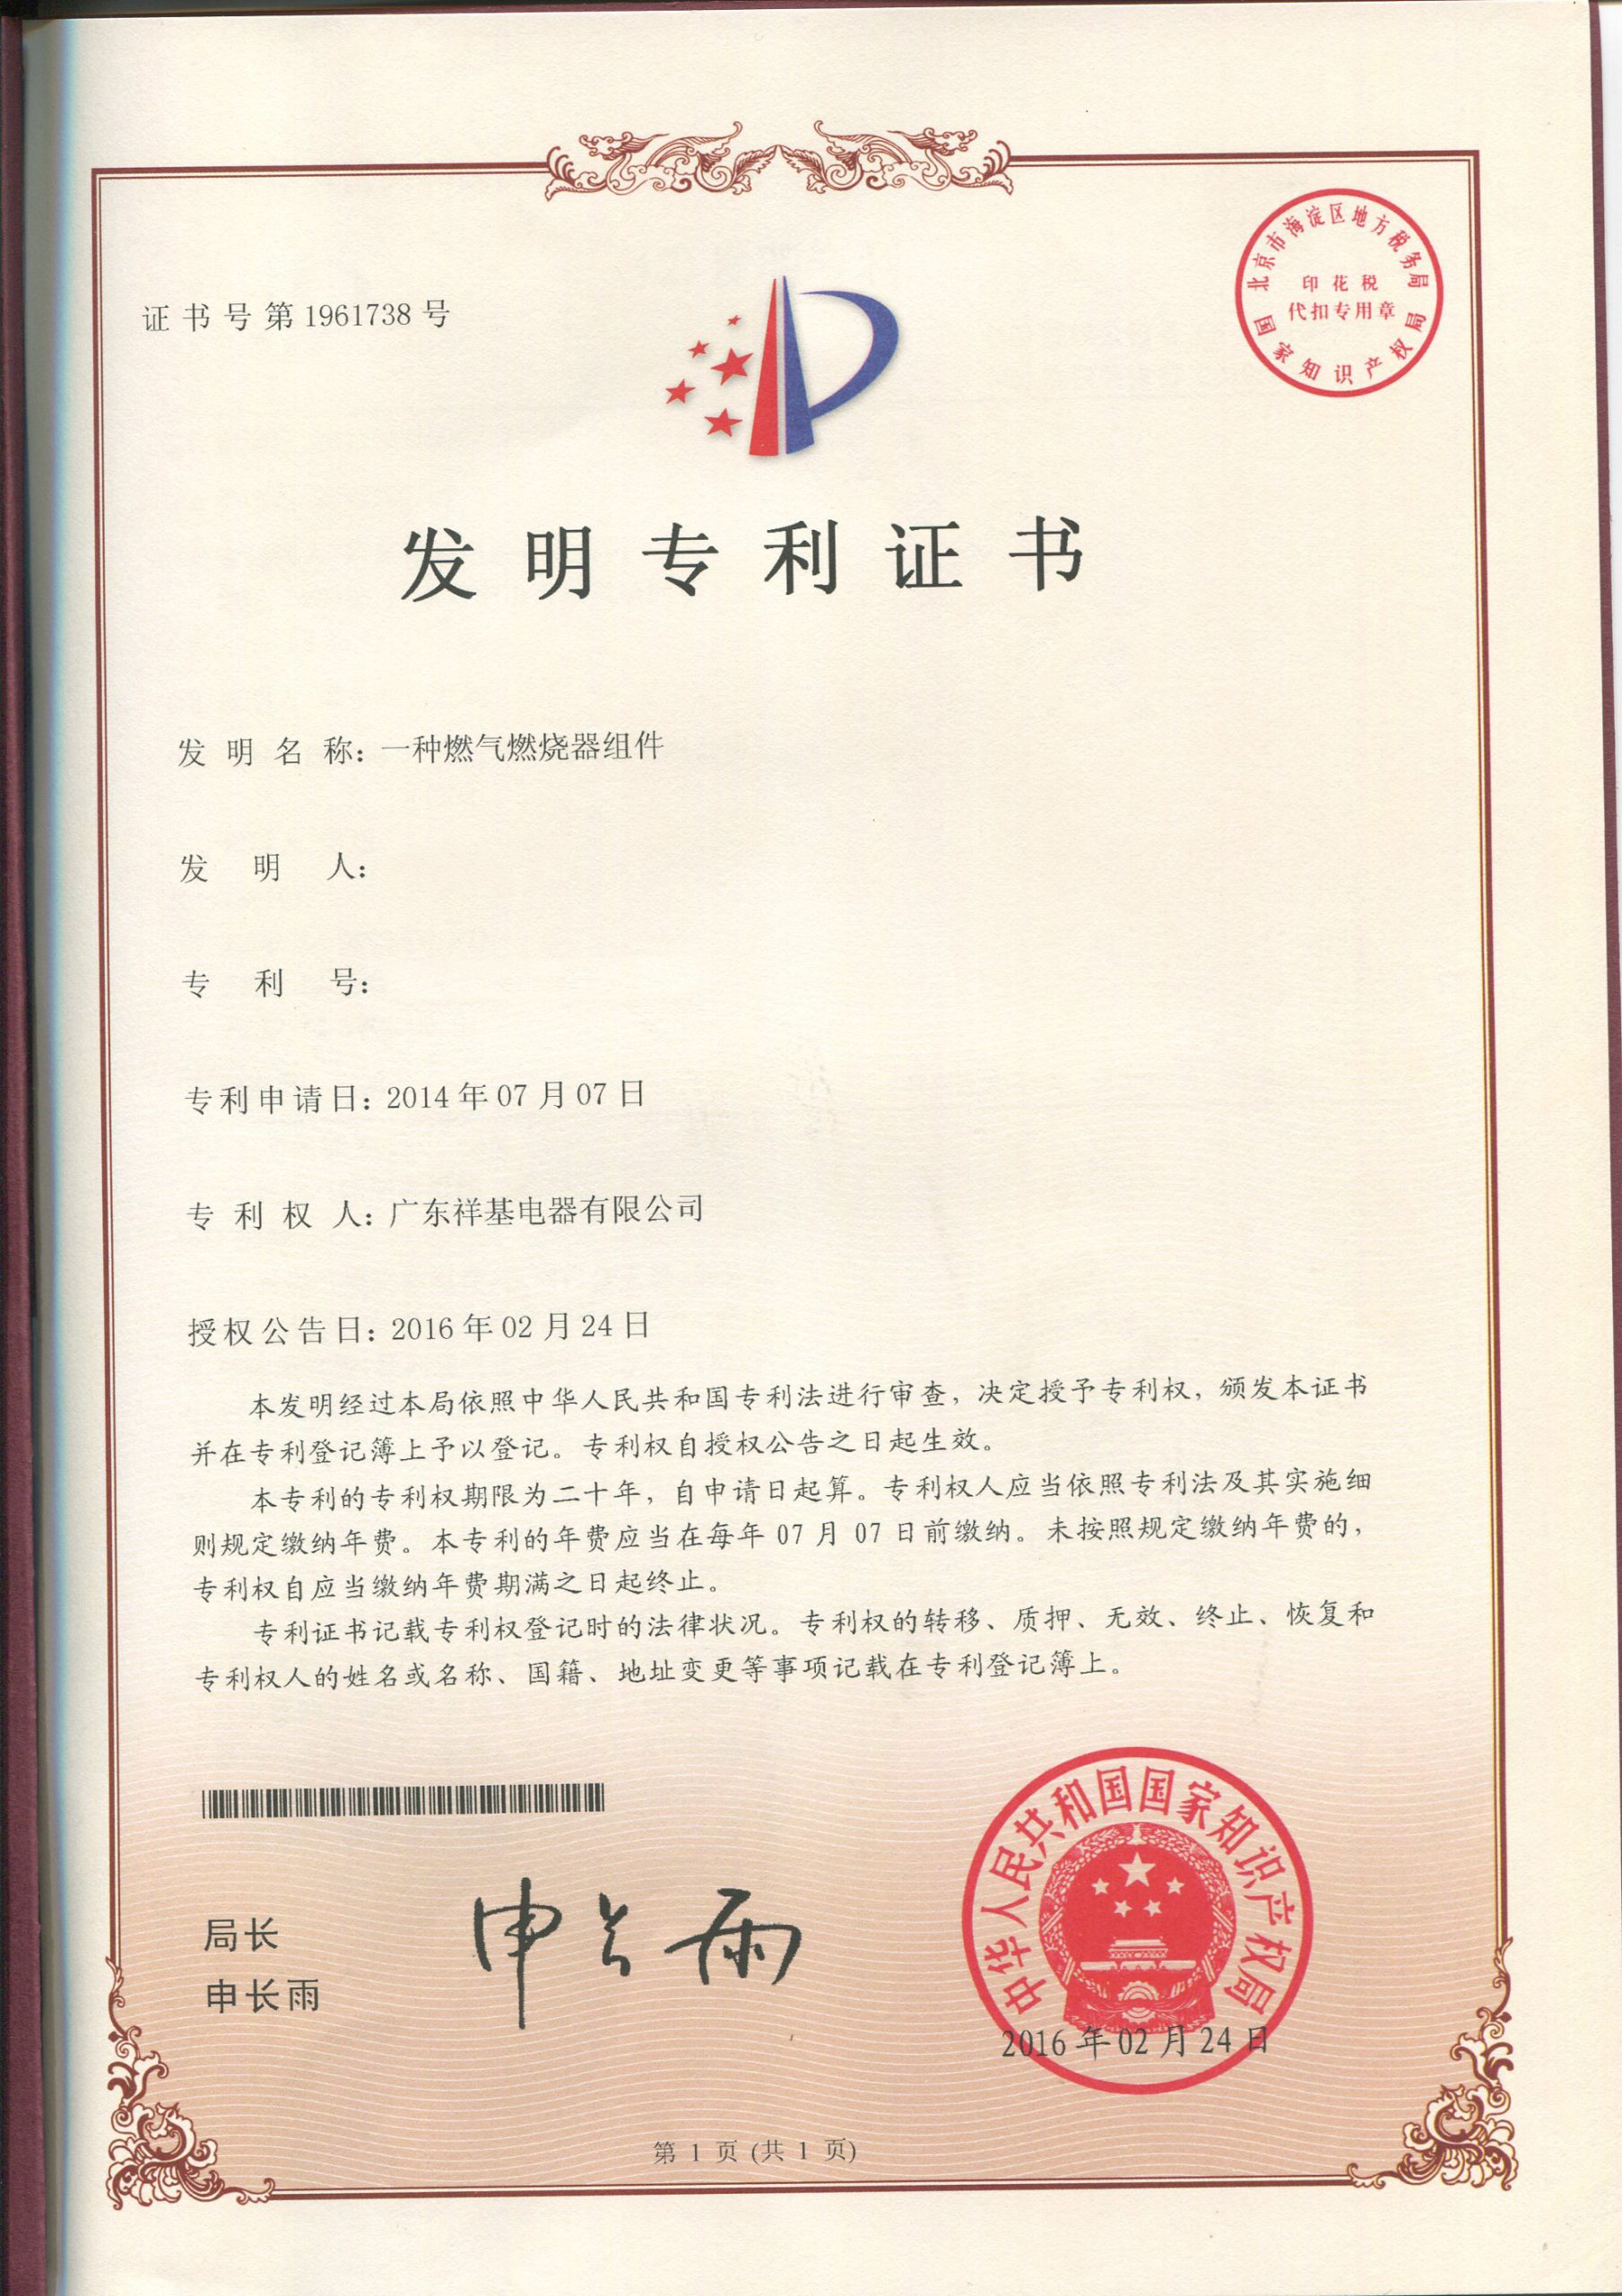 证书号第1961738号
北京市海淀区地方税务局
印花税
代扣专用章
国家知识产权局
发明专利证书
发明名称：一种燃气燃烧器组件
发明人：
专利号：
专利申请日：2014年07月07日
专利权人：广东祥基电器有限公司
授权公告日：2016年02月24日
本发明经过本局依照中华人民共和国专利法进行审查，决定授予专利权，颁发本证书
并在专利登记簿上予以登记。专利权自授权公告之日起生效。
本专利的专利权期限为二十年，自申请日起算。专利权人应当依照专利法及其实施细
则规定缴纳年费。本专利的年费应当在每年07月07日前缴纳。未按照规定缴纳年费的，
专利权自应当缴纳年费期满之日起终止。
专利证书记载专利权登记时的法律状况。专利权的转移、质押、无效、终止、恢复和
专利权人的姓名或名称、国籍、地址变更等事项记载在专利登记簿上。
局长
申长雨
申长雨
中华人民共和国国家知识产权局
2016年02月24日
第1页(共1页)